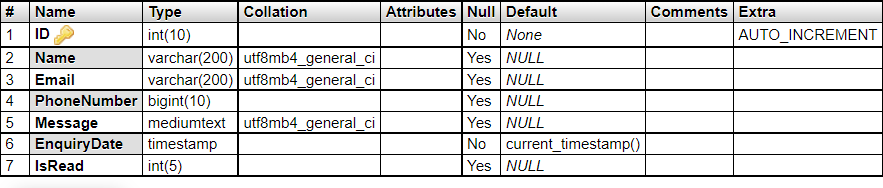 # Name Type Collation Attributes Null Default Comments Extra
1 ID int(10) No None AUTO_INCREMENT
2 Name varchar(200) utf8mb4_general_ci Yes NULL
3 Email varchar(200) utf8mb4_general_ci Yes NULL
4 PhoneNumber bigint(10) Yes NULL
5 Message mediumtext utf8mb4_general_ci Yes NULL
6 EnquiryDate timestamp No current_timestamp()
7 IsRead int(5) Yes NULL